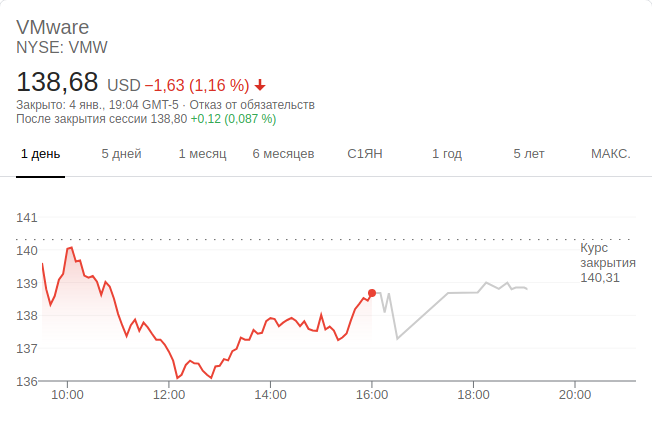 VMware
NYSE: VMW
138,68 USD −1,63 (1,16 %)
Закрыто: 4 янв., 19:04 GMT-5 · Отказ от обязательств
После закрытия сессии 138,80 +0,12 (0,087 %)
1 день 5 дней 1 месяц 6 месяцев С1ЯН 1 год 5 лет МАКС.
141
140
139
138
137
136
Курс
закрытия
140,31
10:00 12:00 14:00 16:00 18:00 20:00